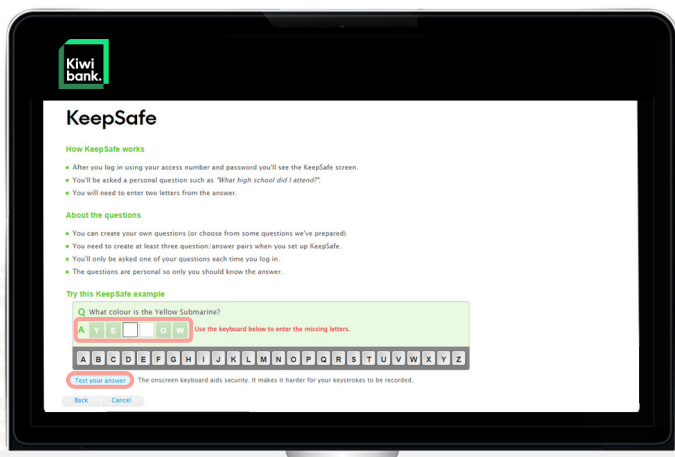 Kiwi
bank.
KeepSafe
How KeepSafe works
After you log in using your access number and password you'll see the KeepSafe screen.
You'll be asked a personal question such as "What high school did I attend?".
You will need to enter two letters from the answer.
About the questions
You can create your own questions (or choose from some questions we've prepared)
You need to create at least three question/answer pairs when you set up KeepSafe.
You'll only be asked one of your questions each time you log in.
The questions are personal so only you should know the answer.
Try this KeepSafe example
Q What colour is the Yellow Submarine?
A Y E O W Use the keyboard below to enter the missing letters.
A B C D E F G H I J K L M N O P Q R S T U V W X Y Z
Test your answer The onscreen keyboard aids security. It makes it harder for your keystrokes to be recorded.
Back Cancel